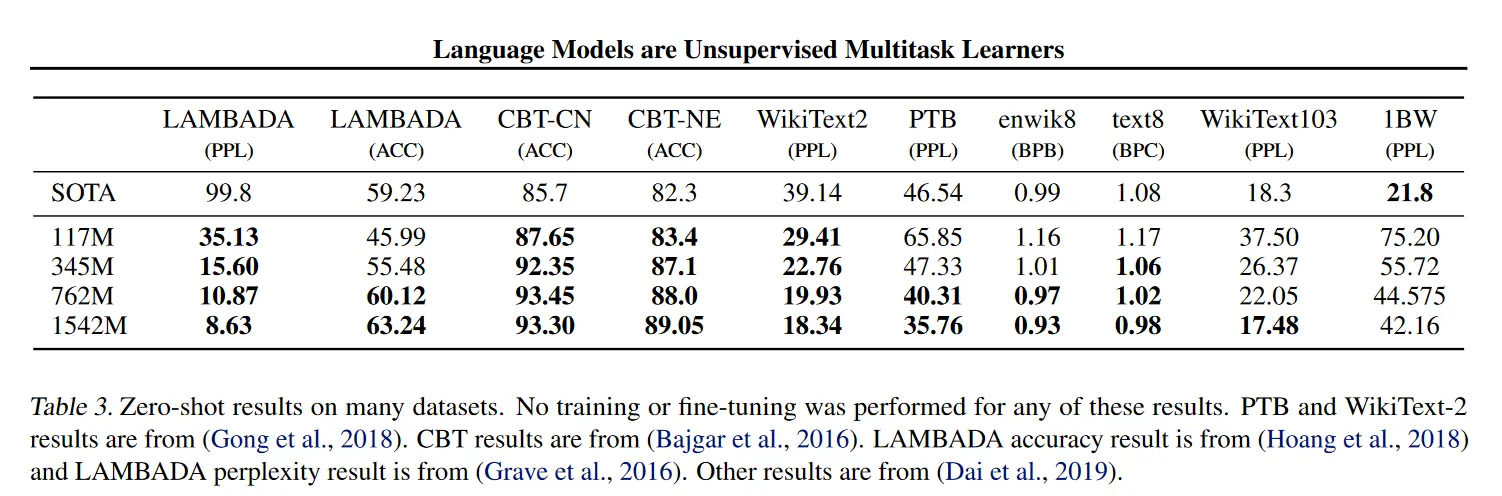 Language Models are Unsupervised Multitask Learners
LAMBADA LAMBADA CBT-CN CBT-NE WikiText2 PTB enwik8 text8 WikiText103 1BW
(PPL) (ACC) (ACC) (ACC) (PPL) (PPL) (BPB) (BPC) (PPL) (PPL)
SOTA 99.8 59.23 85.7 82.3 39.14 46.54 0.99 1.08 18.3 21.8
117M 35.13 45.99 87.65 83.4 29.41 65.85 1.16 1.17 37.50 75.20
345M 15.60 55.48 92.35 87.1 22.76 47.33 1.01 1.06 26.37 55.72
762M 10.87 60.12 93.45 88.0 19.93 40.31 0.97 1.02 22.05 44.575
1542M 8.63 63.24 93.30 89.05 18.34 35.76 0.93 0.98 17.48 42.16
Table 3. Zero-shot results on many datasets. No training or fine-tuning was performed for any of these results. PTB and WikiText-2
results are from (Gong et al., 2018). CBT results are from (Bajgar et al., 2016). LAMBADA accuracy result is from (Hoang et al., 2018)
and LAMBADA perplexity result is from (Grave et al., 2016). Other results are from (Dai et al., 2019).